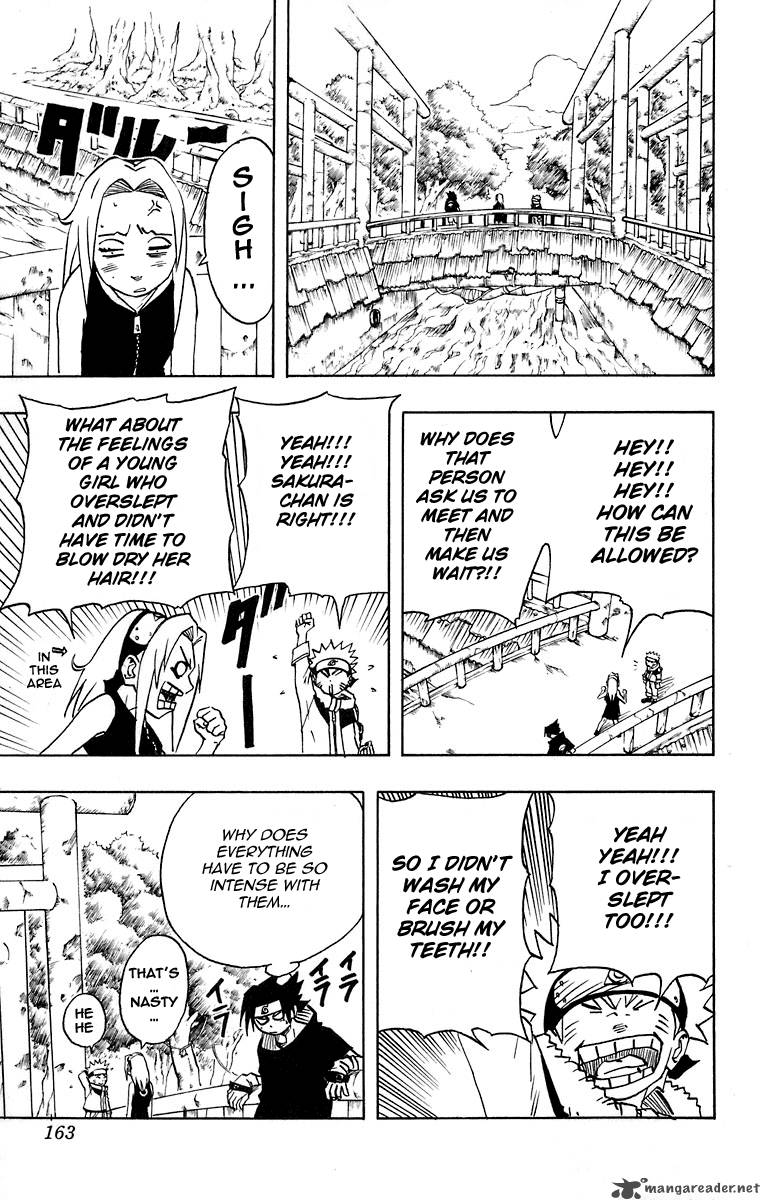 SIGH
...
ダルー
HEY!!
HEY!!
HEY!!
HOW CAN
THIS BE
ALLOWED?
WHY DOES
THAT
PERSON
ASK US TO
MEET AND
THEN
MAKE US
WAIT?!!
YEAH!!!
YEAH!!!
SAKURA-
CHAN IS
RIGHT!!!
WHAT ABOUT
THE FEELINGS
OF A YOUNG
GIRL WHO
OVERSLEPT
AND DIDN'T
HAVE TIME TO
BLOW DRY HER
HAIR!!!
ダー
IN
THIS
AREA
YEAH
YEAH!!!
I OVER-
SLEPT
TOO!!!
SO I DIDN'T
WASH MY
FACE OR
BRUSH MY
TEETH!!
WHY DOES
EVERYTHING
HAVE TO BE SO
INTENSE WITH
THEM...
イライラ
THAT'S
...
NASTY
...
HE
HE
163
mangareader.net